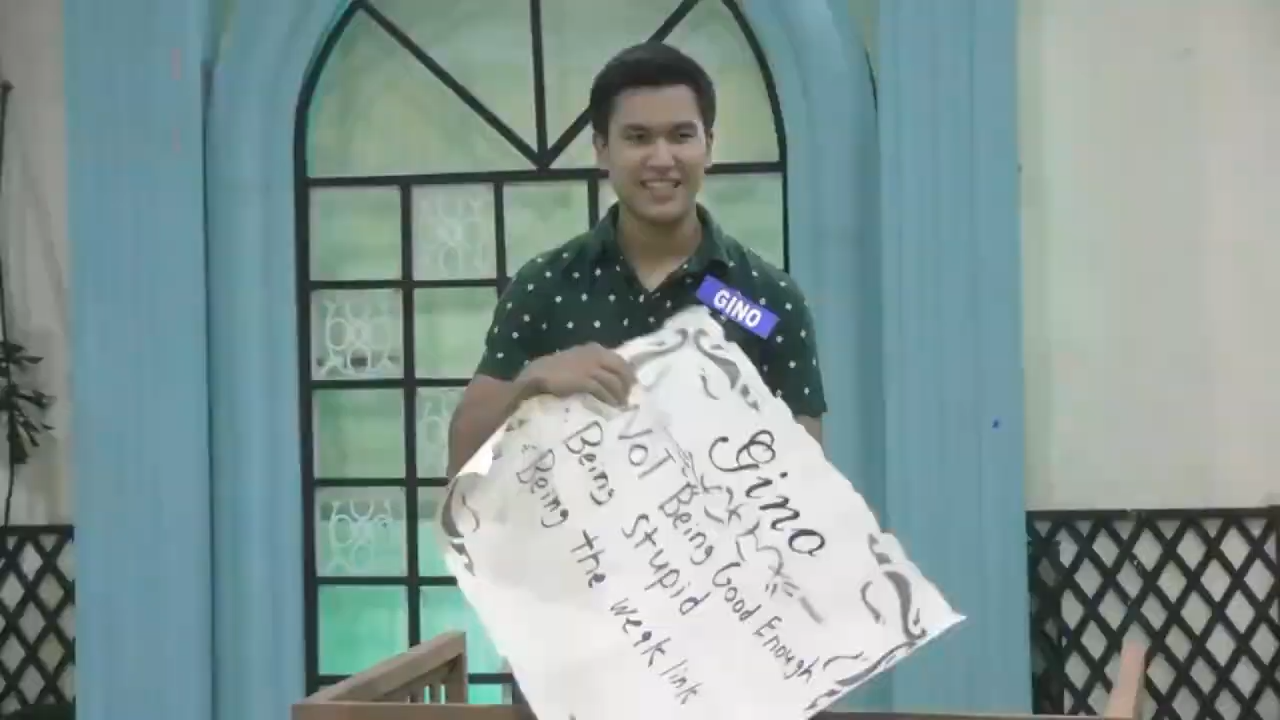 GINO
Gino
NoT Being Good Enough
Being Stupid
Being The weak link